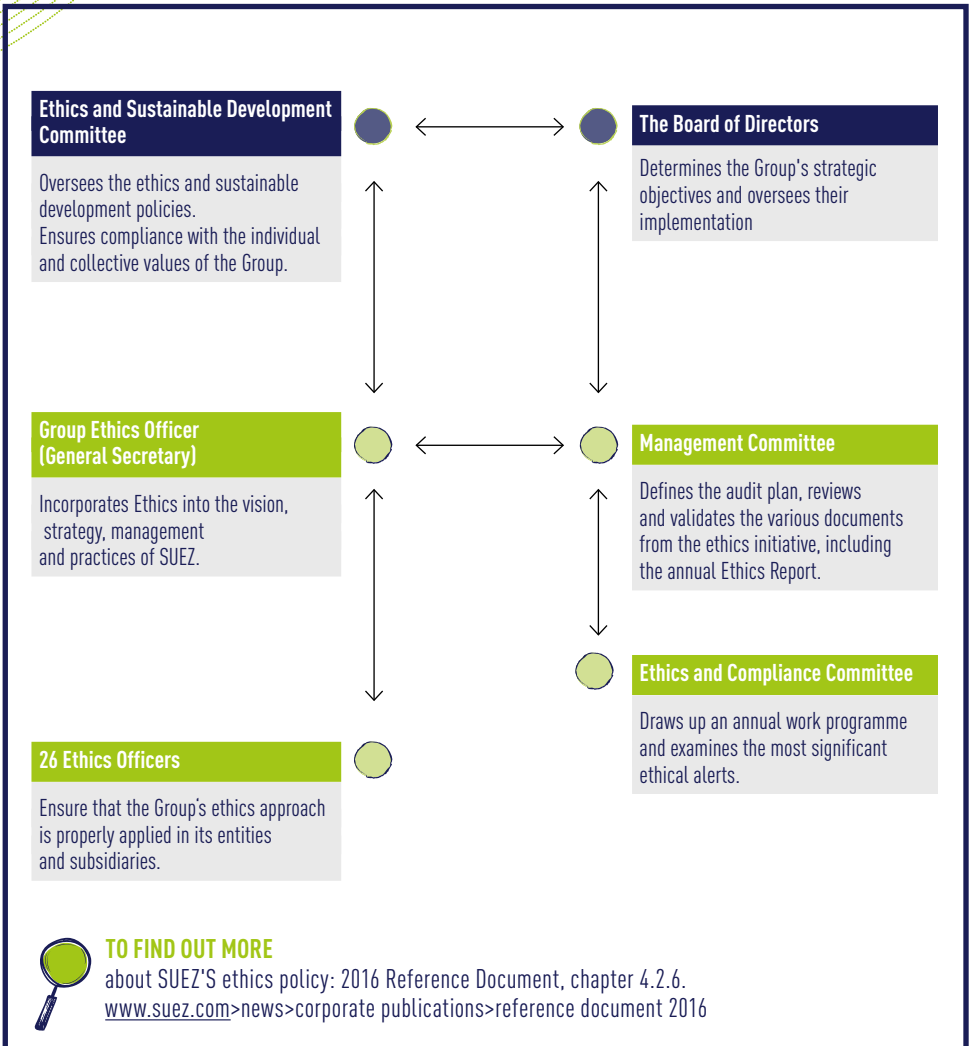 Ethics and Sustainable Development
Committee
Oversees the ethics and sustainable
development policies.
Ensures compliance with the individual
and collective values of the Group.
The Board of Directors
Determines the Group's strategic
objectives and oversees their
implementation
Group Ethics Officer
(General Secretary)
Incorporates Ethics into the vision,
strategy, management
and practices of SUEZ.
Management Committee
Defines the audit plan, reviews
and validates the various documents
from the ethics initiative, including
the annual Ethics Report.
Ethics and Compliance Committee
Draws up an annual work programme
and examines the most significant
ethical alerts.
26 Ethics Officers
Ensure that the Group's ethics approach
is properly applied in its entities
and subsidiaries.
TO FIND OUT MORE
about SUEZ'S ethics policy: 2016 Reference Document, chapter 4.2.6.
www.suez.com>news>corporate publications>reference document 2016